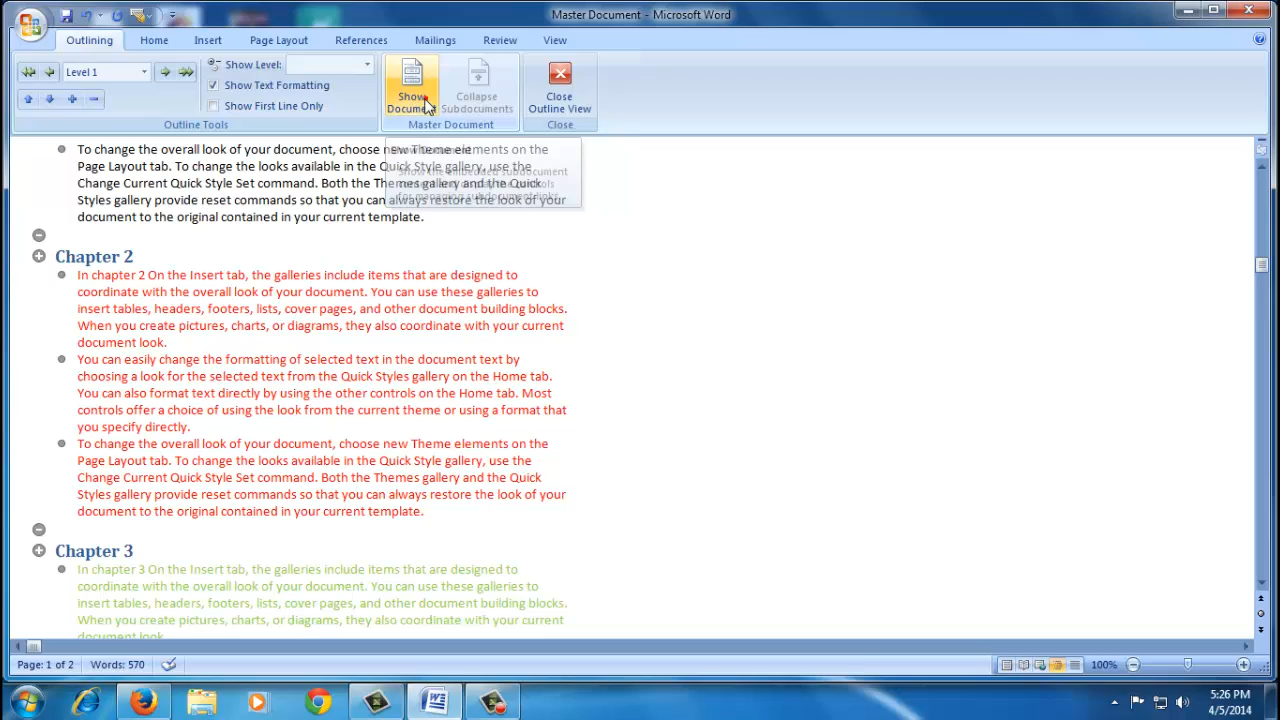 Master Document - Microsoft Word
Outlining Home Insert Page Layout References Mailings Review View
Level 1
Show Level:
Show Text Formatting
Show First Line Only
Outline Tools
Show
Document
Collapse
Subdocuments
Master Document
Close
Outline View
Close
To change the overall look of your document, choose new Theme elements on the
Page Layout tab. To change the looks available in the Quick Style gallery, use the
Change Current Quick Style Set command. Both the Themes gallery and the Quick
Styles gallery provide reset commands so that you can always restore the look of your
document to the original contained in your current template.
Show the embedded subdocument
for managing subdocument links.
Chapter 2
In chapter 2 On the Insert tab, the galleries include items that are designed to
coordinate with the overall look of your document. You can use these galleries to
insert tables, headers, footers, lists, cover pages, and other document building blocks.
When you create pictures, charts, or diagrams, they also coordinate with your current
document look.
You can easily change the formatting of selected text in the document text by
choosing a look for the selected text from the Quick Styles gallery on the Home tab.
You can also format text directly by using the other controls on the Home tab. Most
controls offer a choice of using the look from the current theme or using a format that
you specify directly.
To change the overall look of your document, choose new Theme elements on the
Page Layout tab. To change the looks available in the Quick Style gallery, use the
Change Current Quick Style Set command. Both the Themes gallery and the Quick
Styles gallery provide reset commands so that you can always restore the look of your
document to the original contained in your current template.
Chapter 3
In chapter 3 On the Insert tab, the galleries include items that are designed to
coordinate with the overall look of your document. You can use these galleries to
insert tables, headers, footers, lists, cover pages, and other document building blocks.
When you create pictures, charts, or diagrams, they also coordinate with your current
document look.
Page: 1 of 2 Words: 570 100%
5:26 PM
4/5/2014